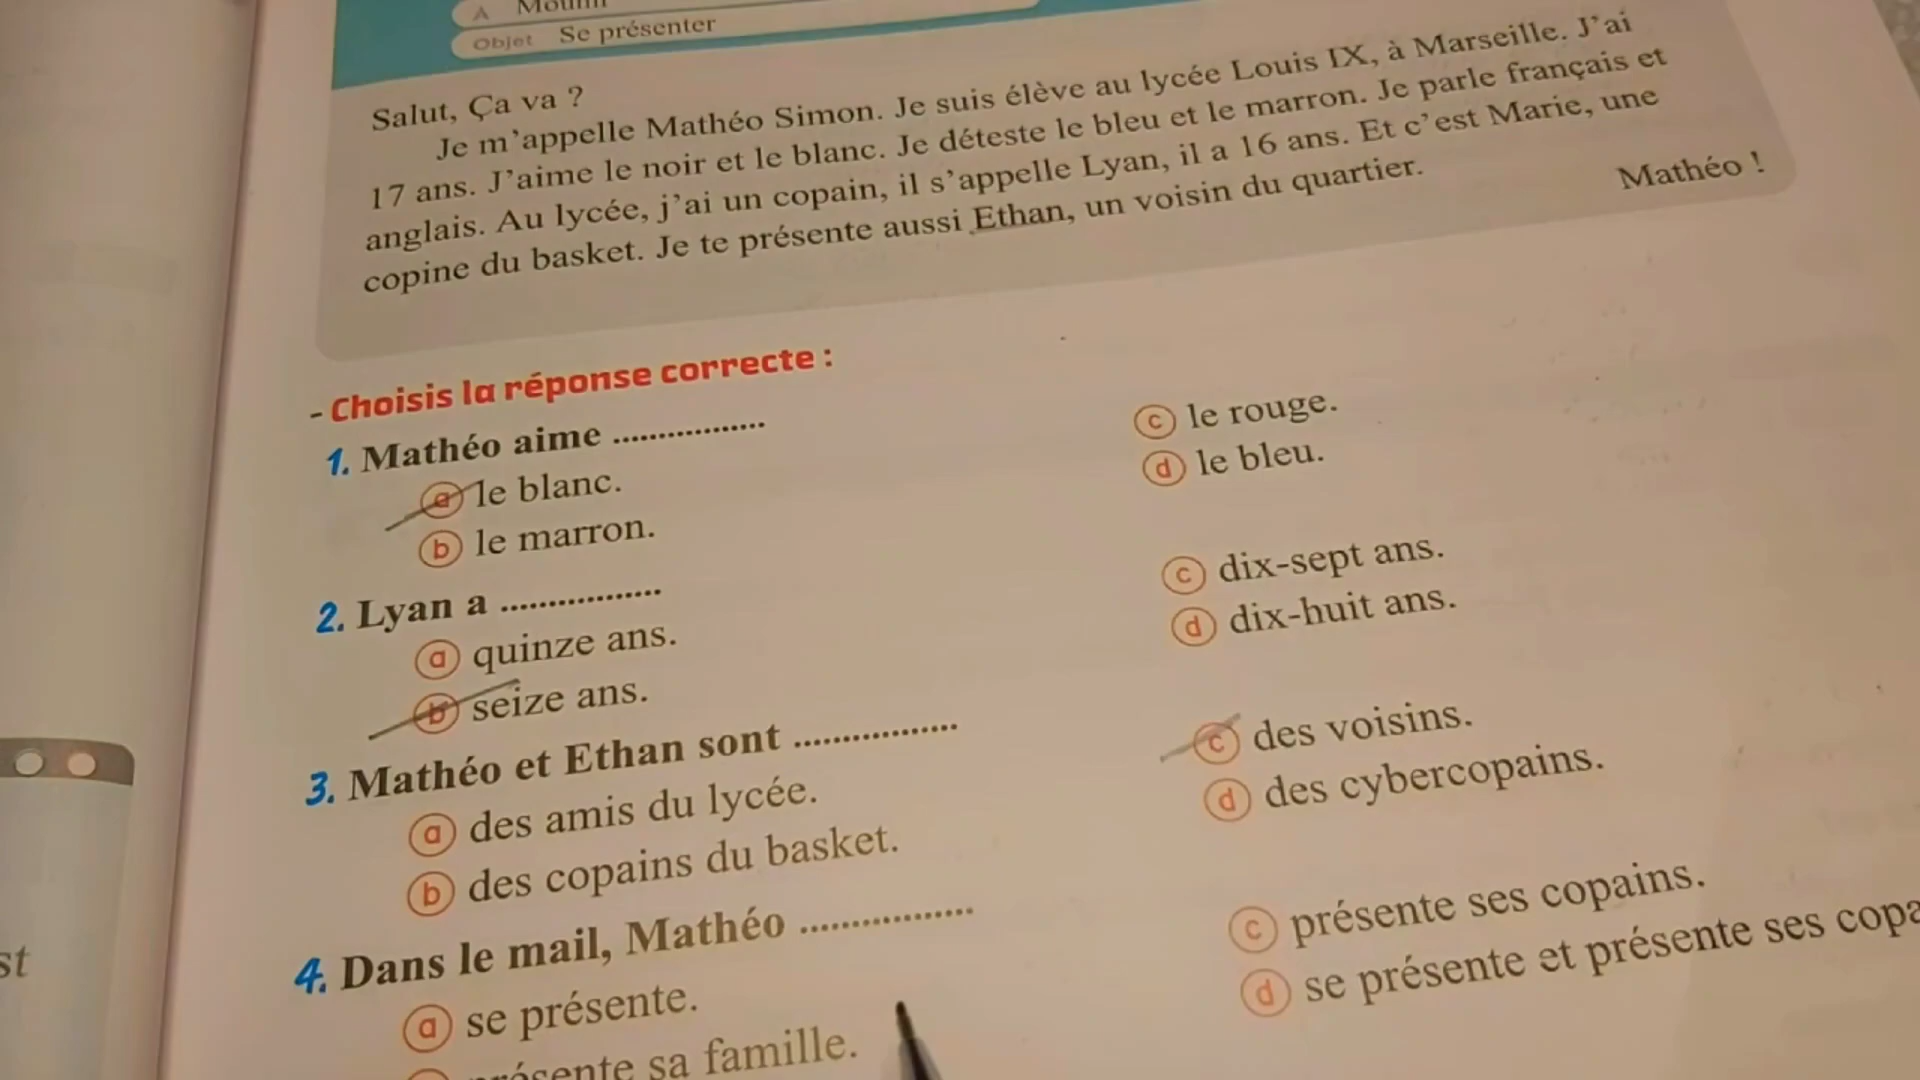 A Mounir
Objet Se présenter
Salut, Ça va ?
Je m'appelle Mathéo Simon. Je suis élève au lycée Louis IX, à Marseille. J'ai
17 ans. J'aime le noir et le blanc. Je déteste le bleu et le marron. Je parle français et
anglais. Au lycée, j'ai un copain, il s'appelle Lyan, il a 16 ans. Et c'est Marie, une
copine du basket. Je te présente aussi Ethan, un voisin du quartier.
Mathéo !
- Choisis la réponse correcte :
1. Mathéo aime .................
a le blanc.
b le marron.
c le rouge.
d le bleu.
2. Lyan a .................
a quinze ans.
b seize ans.
c dix-sept ans.
d dix-huit ans.
3. Mathéo et Ethan sont .................
a des amis du lycée.
b des copains du basket.
c des voisins.
d des cybercopains.
4. Dans le mail, Mathéo .................
a se présente.
sa famille.
c présente ses copains.
d se présente et présente ses copa
st